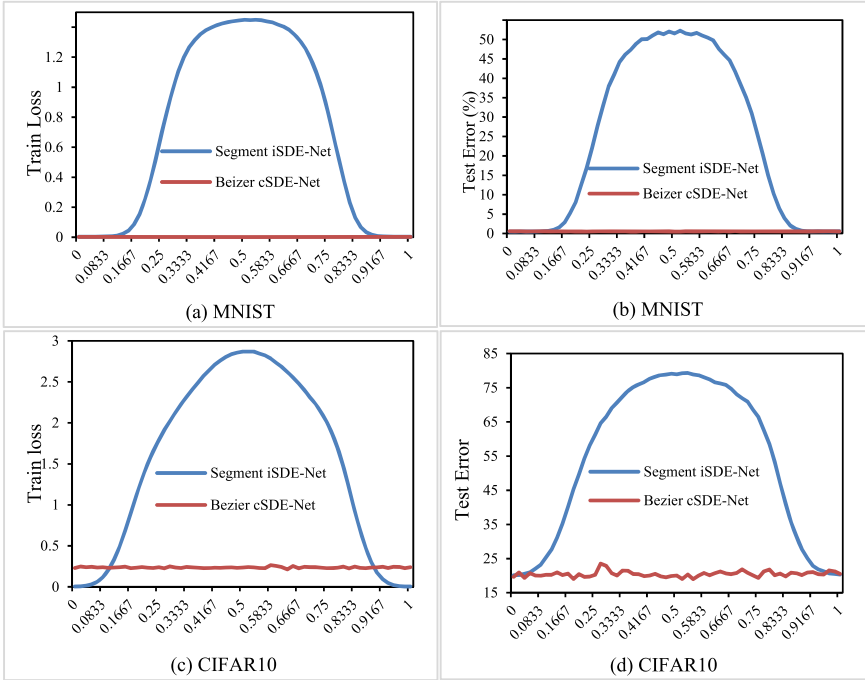 Train Loss
1.2
1
0.8
0.6
0.4
0.2
0
Segment iSDE-Net
Beizer cSDE-Net
0 0.0833 0.1667 0.25 0.3333 0.4167 0.5 0.5833 0.6667 0.75 0.8333 0.9167 1
(a) MNIST
Test Error (%)
50
45
40
35
30
25
20
15
10
5
0
Segment iSDE-Net
Beizer cSDE-Net
0 0.0833 0.1667 0.25 0.3333 0.4167 0.5 0.5833 0.6667 0.75 0.8333 0.9167 1
(b) MNIST
Train loss
3
2.5
2
1.5
1
0.5
0
Segment iSDE-Net
Bezier cSDE-Net
0 0.0833 0.1667 0.25 0.3333 0.4167 0.5 0.5833 0.6667 0.75 0.8333 0.9167 1
(c) CIFAR10
Test Error
85
75
65
55
45
35
25
15
Segment iSDE-Net
Bezier cSDE-Net
0 0.0833 0.1667 0.25 0.3333 0.4167 0.5 0.5833 0.6667 0.75 0.8333 0.9167 1
(d) CIFAR10